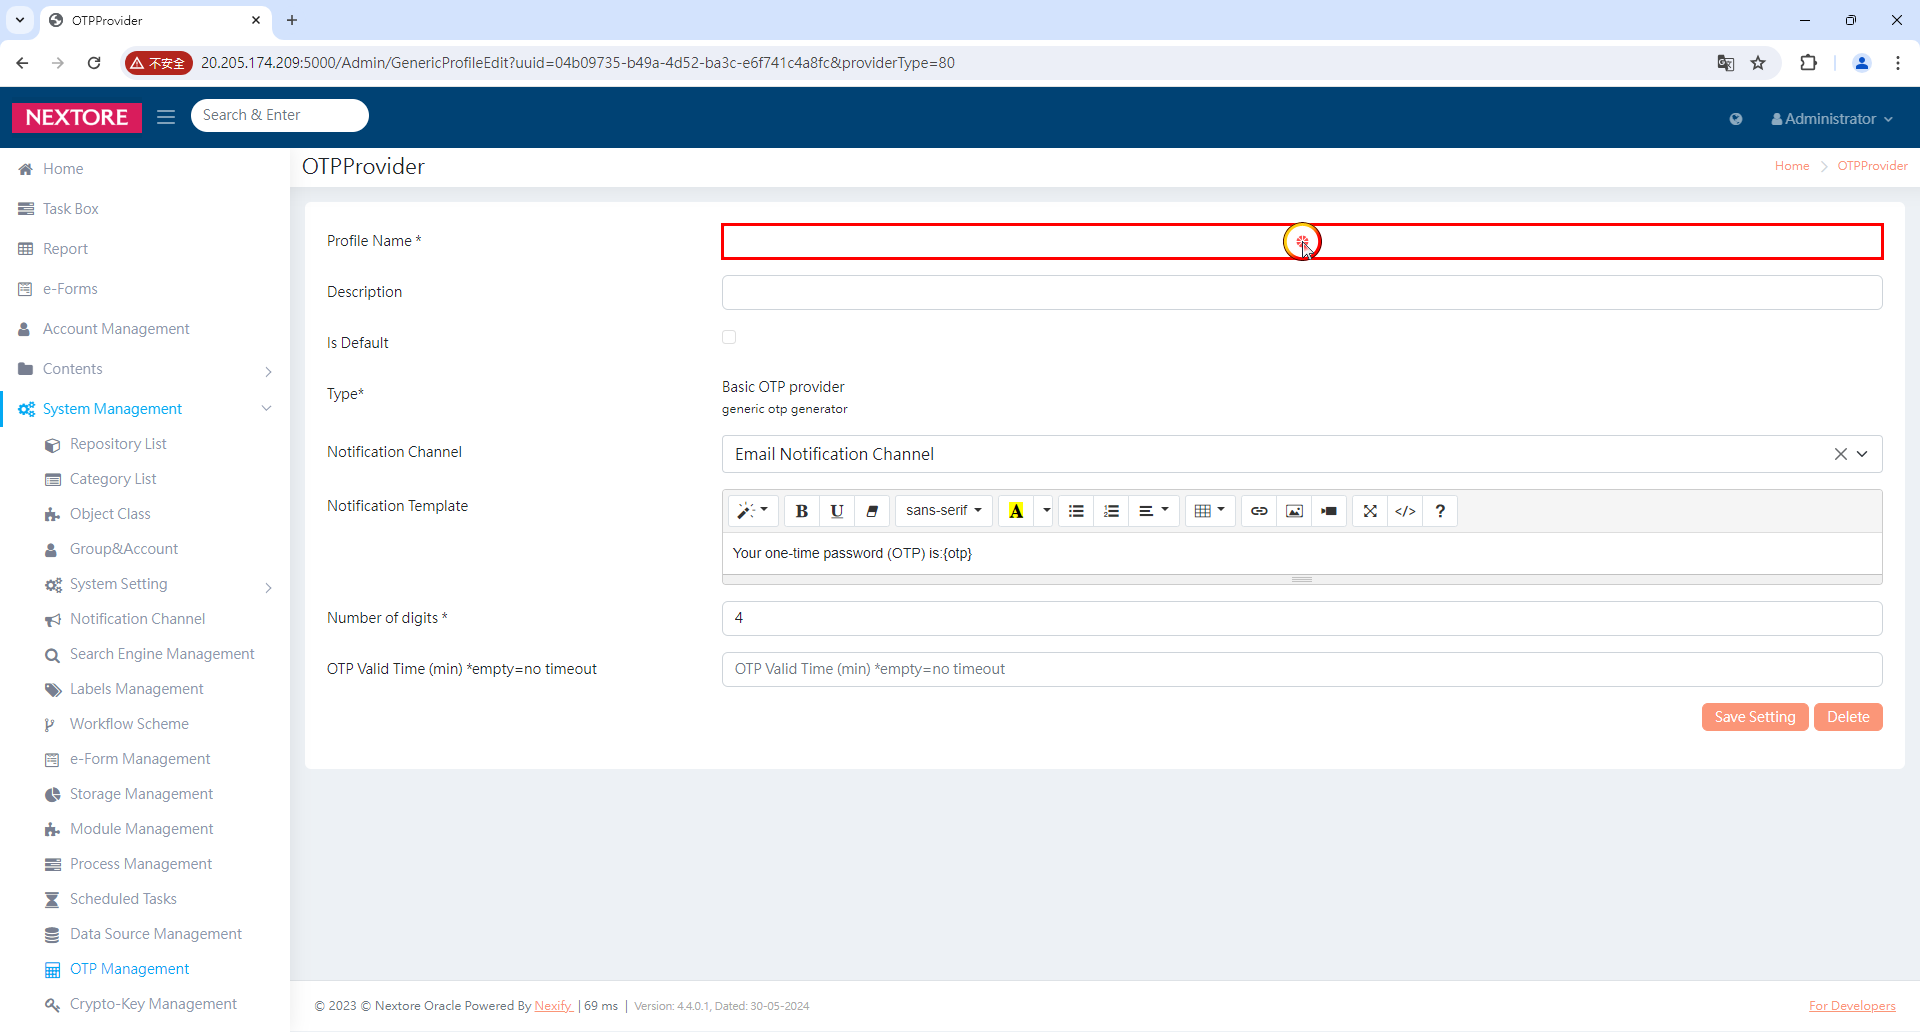 OTPProvider
不安全
20.205.174.209:5000/Admin/GenericProfileEdit?uuid=04b09735-b49a-4d52-ba3c-e6f741c4a8fc&providerType=80
NEXTORE
Search & Enter
Administrator
Home
Task Box
Report
e-Forms
Account Management
Contents
System Management
Repository List
Category List
Object Class
Group&Account
System Setting
Notification Channel
Search Engine Management
Labels Management
Workflow Scheme
e-Form Management
Storage Management
Module Management
Process Management
Scheduled Tasks
Data Source Management
OTP Management
Crypto-Key Management
OTPProvider
Home
OTPProvider
Profile Name *
Description
Is Default
Type*
Basic OTP provider
generic otp generator
Notification Channel
Email Notification Channel
Notification Template
B U sans-serif A </> ?
Your one-time password (OTP) is:{otp}
Number of digits *
4
OTP Valid Time (min) *empty=no timeout
OTP Valid Time (min) *empty=no timeout
Save Setting
Delete
© 2023 © Nextore Oracle Powered By Nexify | 69 ms | Version: 4.4.0.1, Dated: 30-05-2024
For Developers